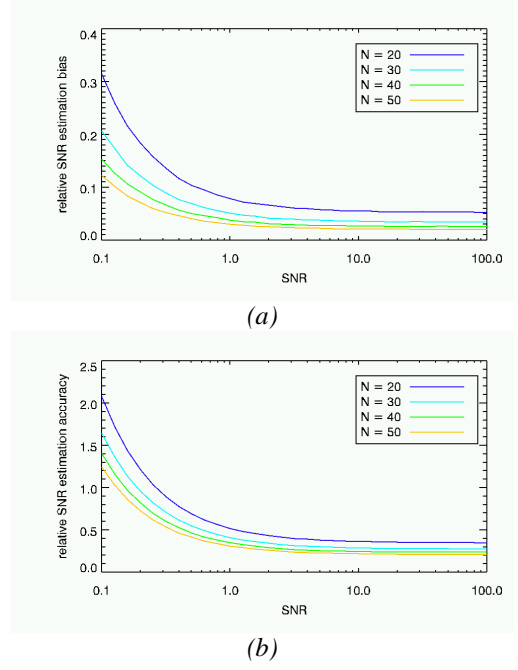 0.4
0.3
0.2
0.1
0.0
relative SNR estimation bias
N = 20
N = 30
N = 40
N = 50
0.1 1.0 10.0 100.0
SNR
(a)
2.5
2.0
1.5
1.0
0.5
0.0
relative SNR estimation accuracy
N = 20
N = 30
N = 40
N = 50
0.1 1.0 10.0 100.0
SNR
(b)